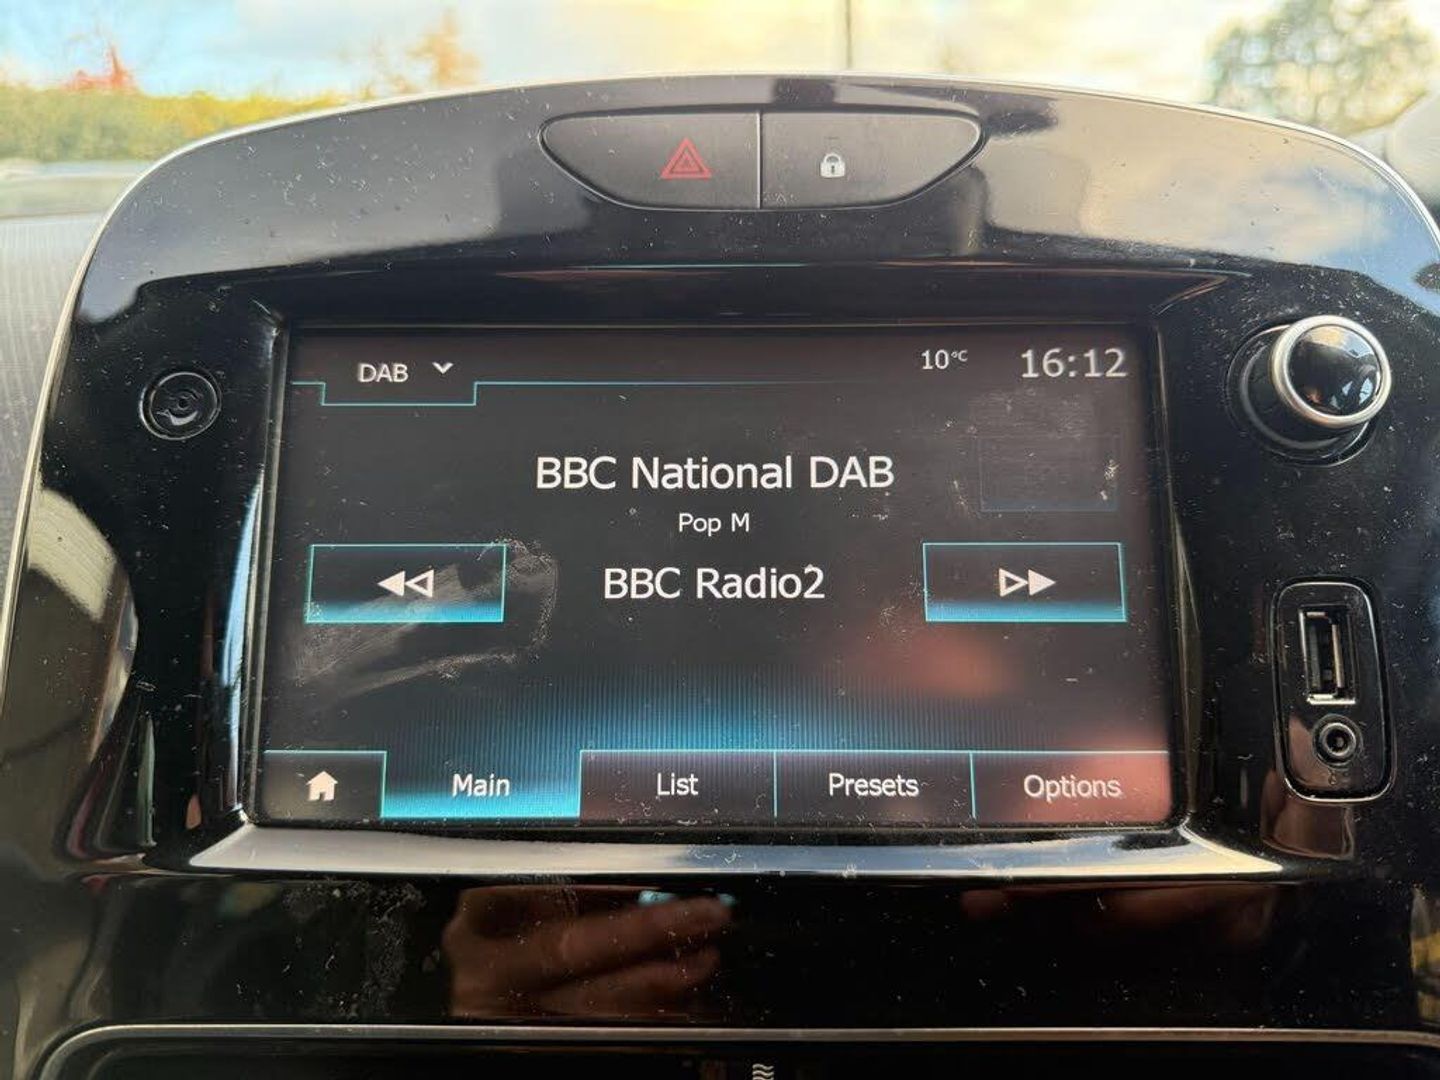 DAB
10°C 16:12
BBC National DAB
Pop M
BBC Radio2
Main List Presets Options